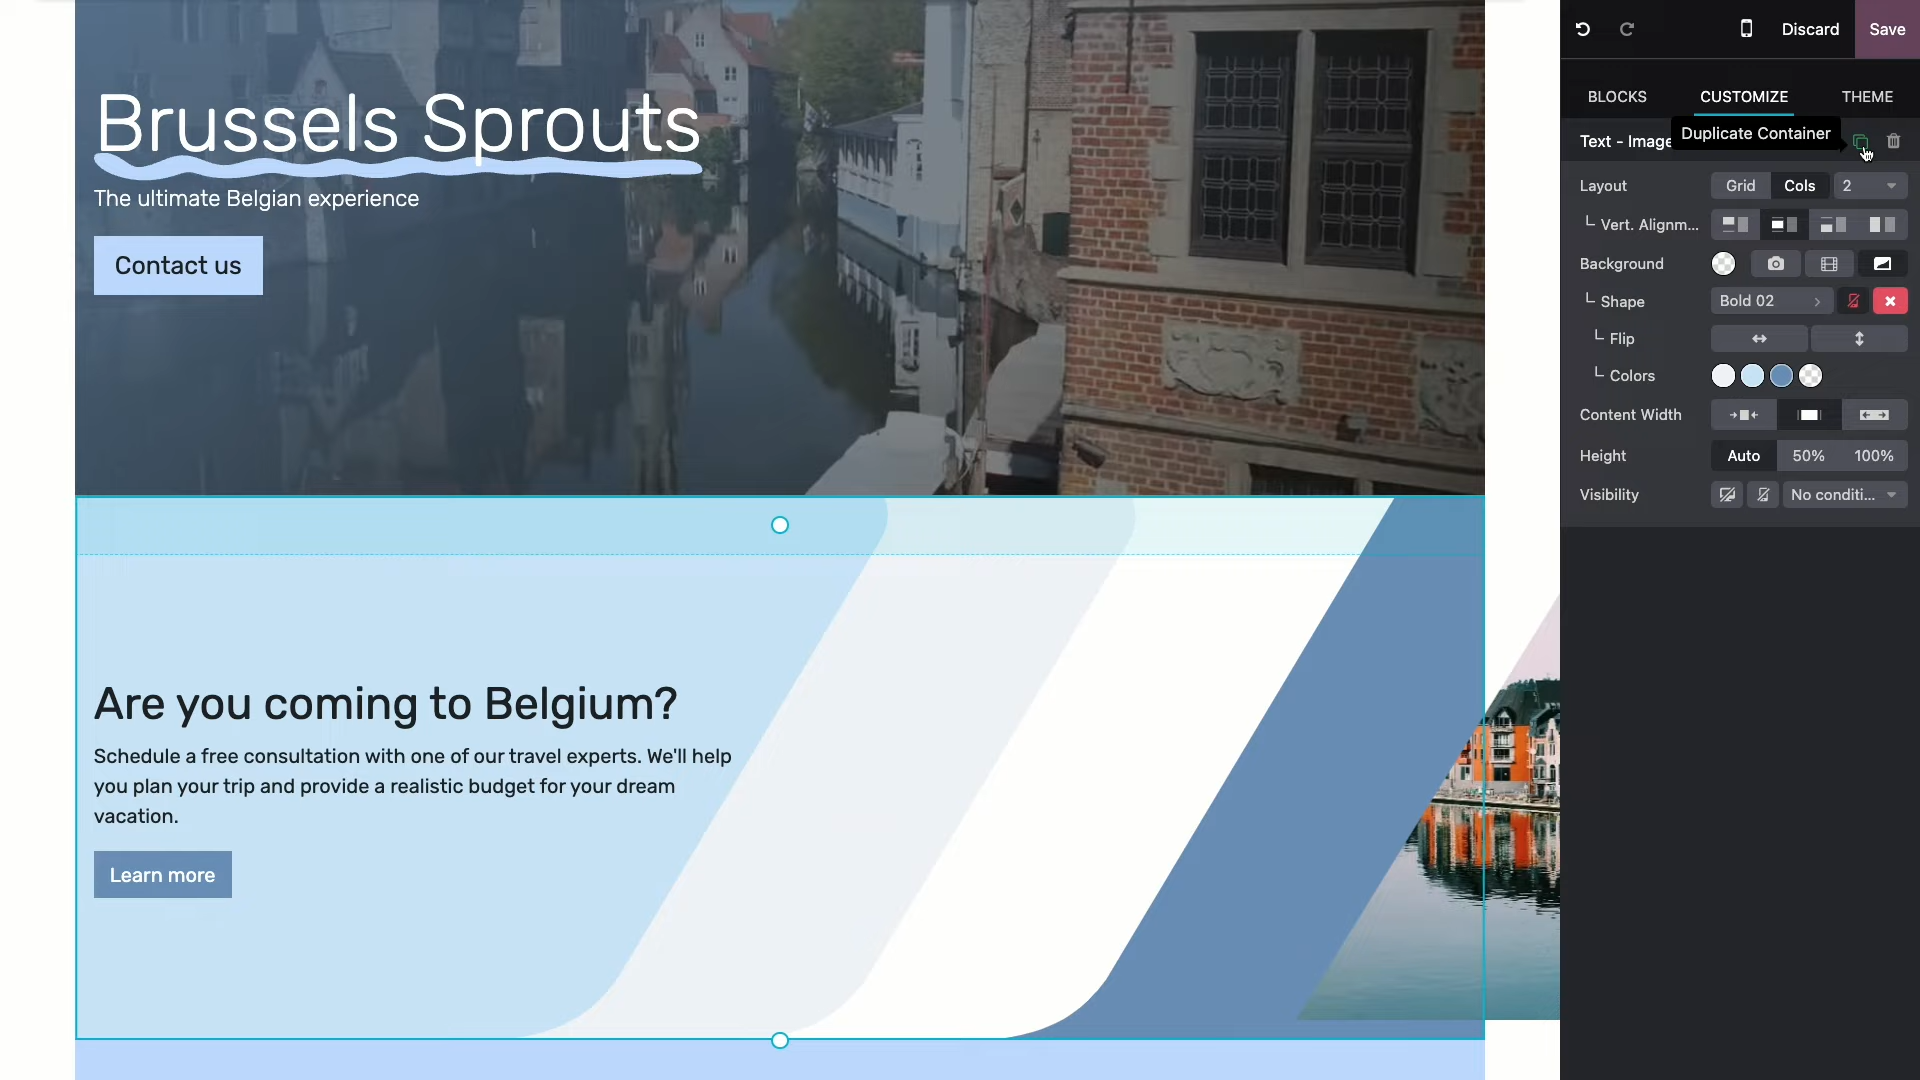 Discard
Save
BLOCKS
CUSTOMIZE
THEME
Text - Image
Duplicate Container
Layout
Grid
Cols
2
Vert. Alignm...
Background
Shape
Bold 02
Flip
Colors
Content Width
Height
Auto
50%
100%
Visibility
No conditi...
Brussels Sprouts
The ultimate Belgian experience
Contact us
Are you coming to Belgium?
Schedule a free consultation with one of our travel experts. We'll help
you plan your trip and provide a realistic budget for your dream
vacation.
Learn more